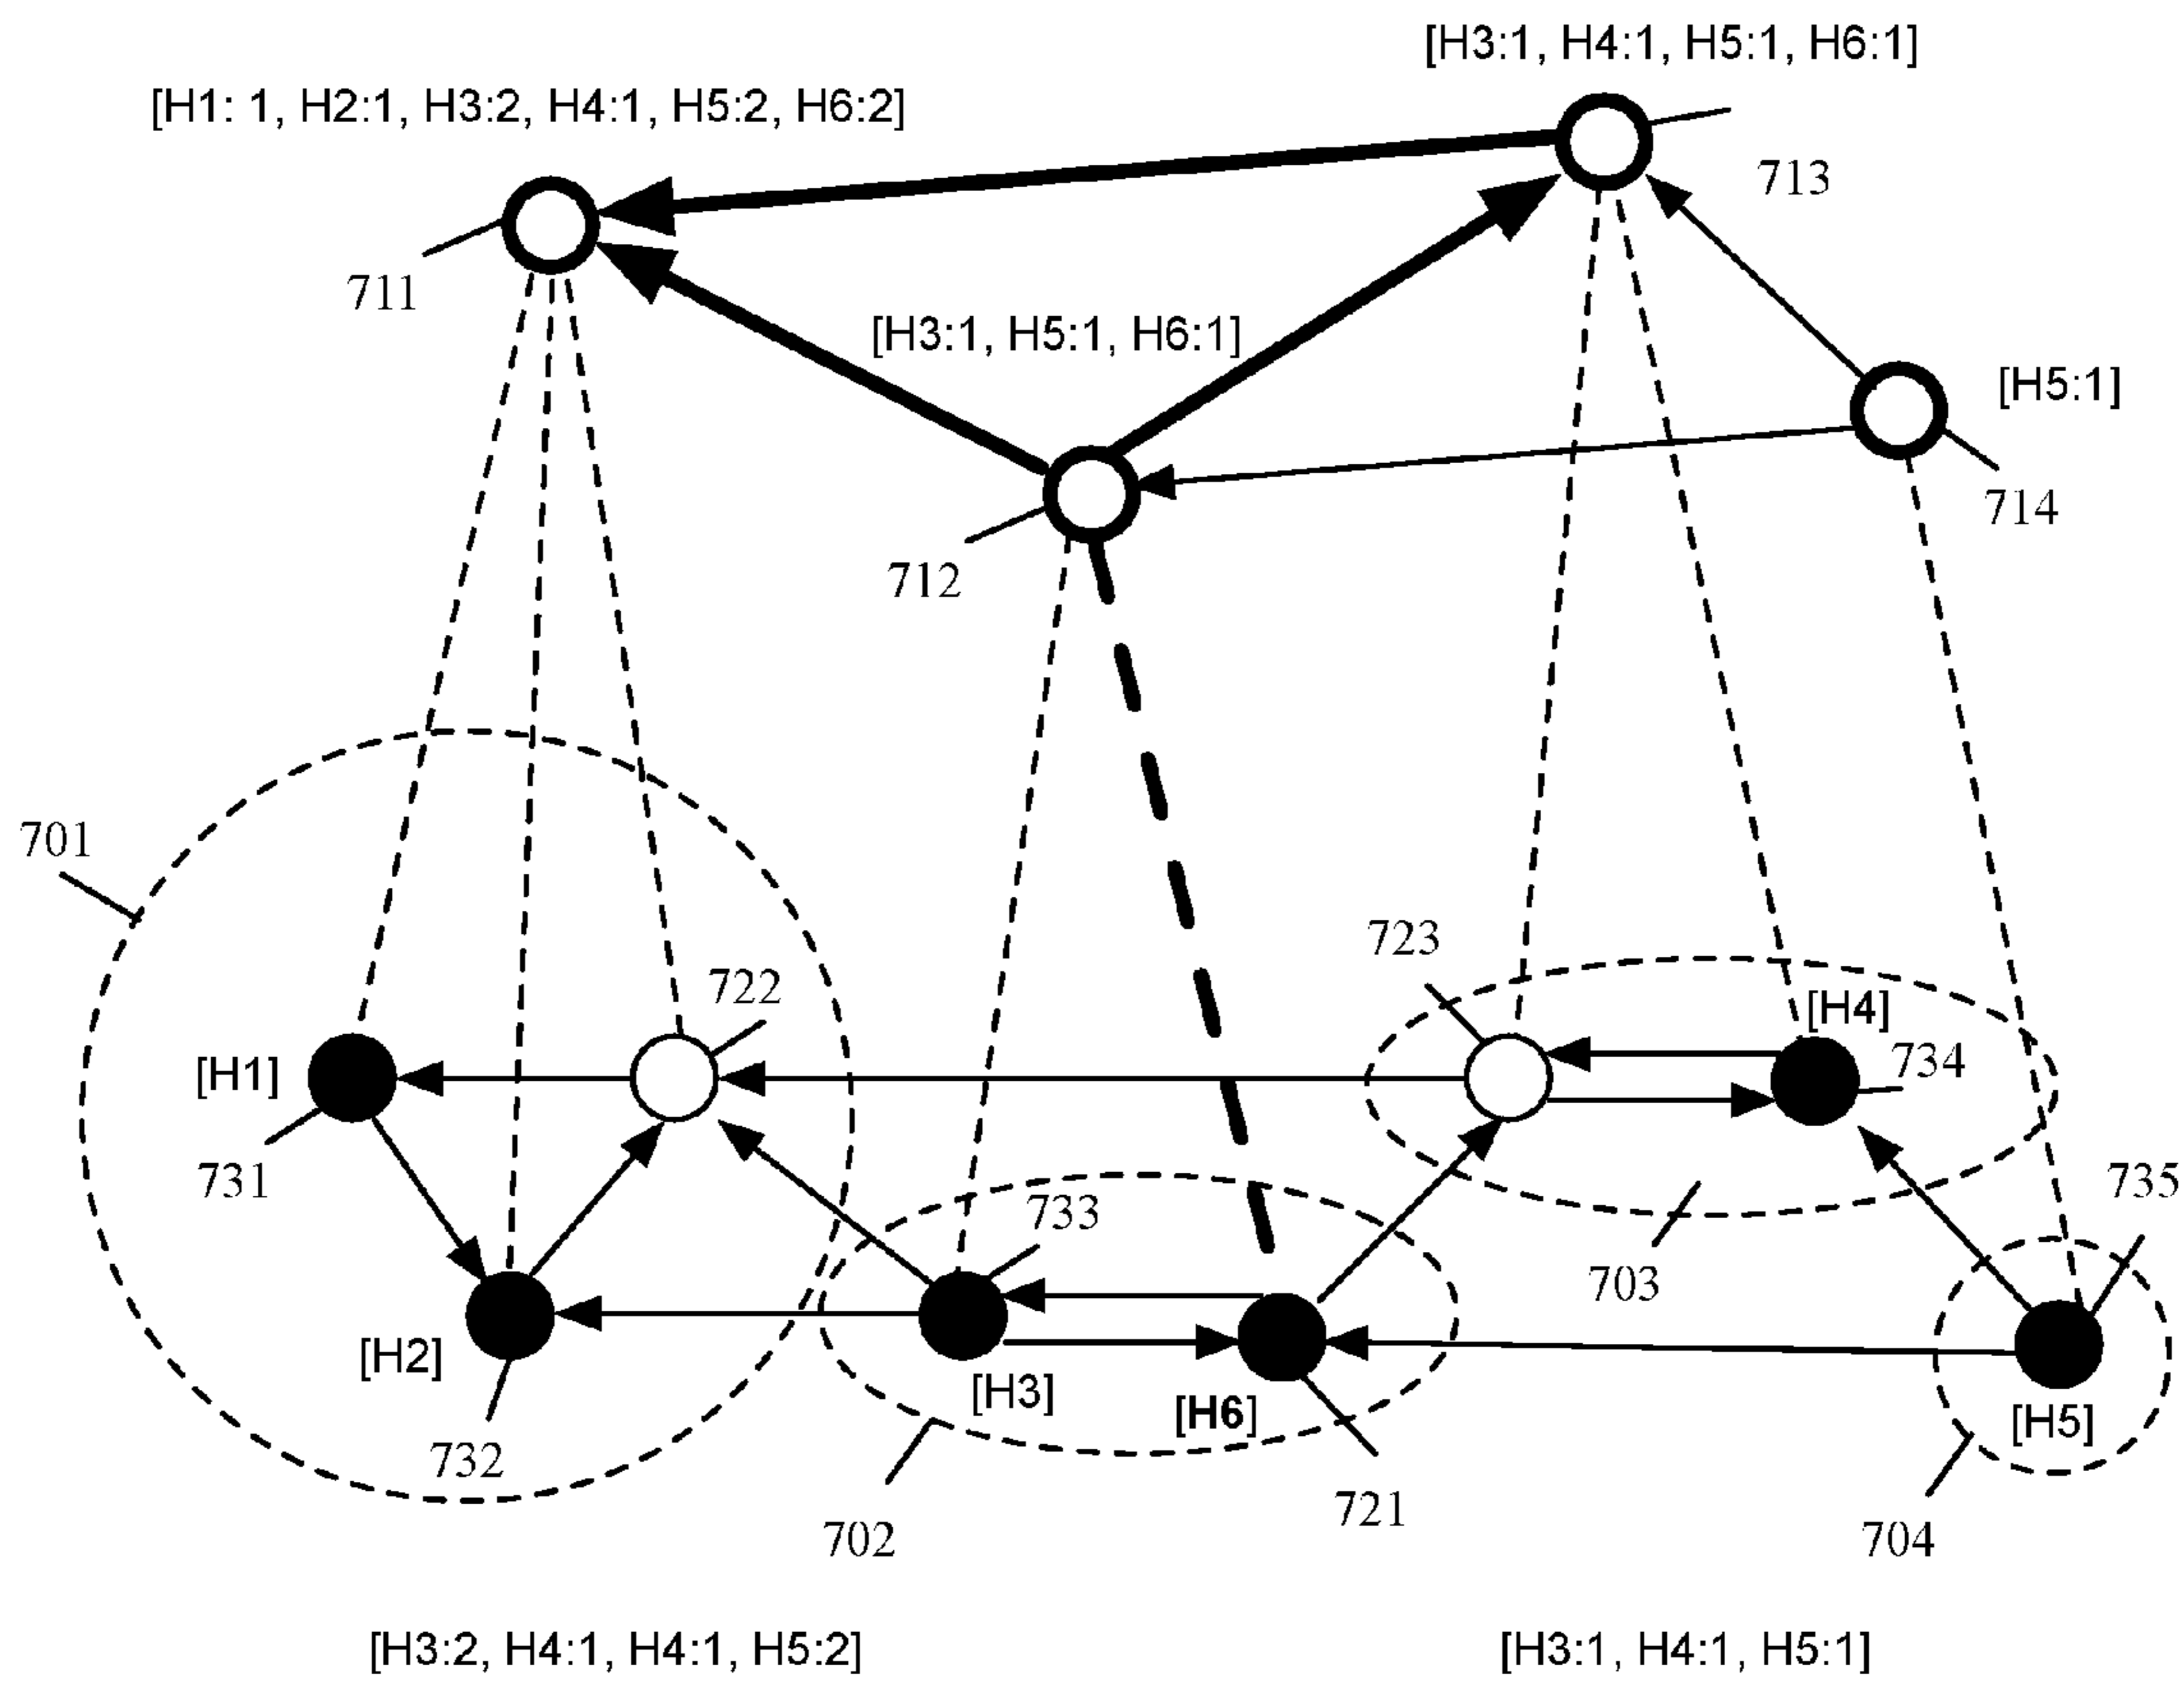 [H3:1, H4:1, H5:1, H6:1]
[H1: 1, H2:1, H3:2, H4:1, H5:2, H6:2]
713
711
[H3:1, H5:1, H6:1]
[H5:1]
714
712
701
723
722
[H4]
[H1]
734
731
733
735
703
[H2]
[H3]
[H6]
[H5]
732
721
702
704
[H3:2, H4:1, H4:1, H5:2]
[H3:1, H4:1, H5:1]